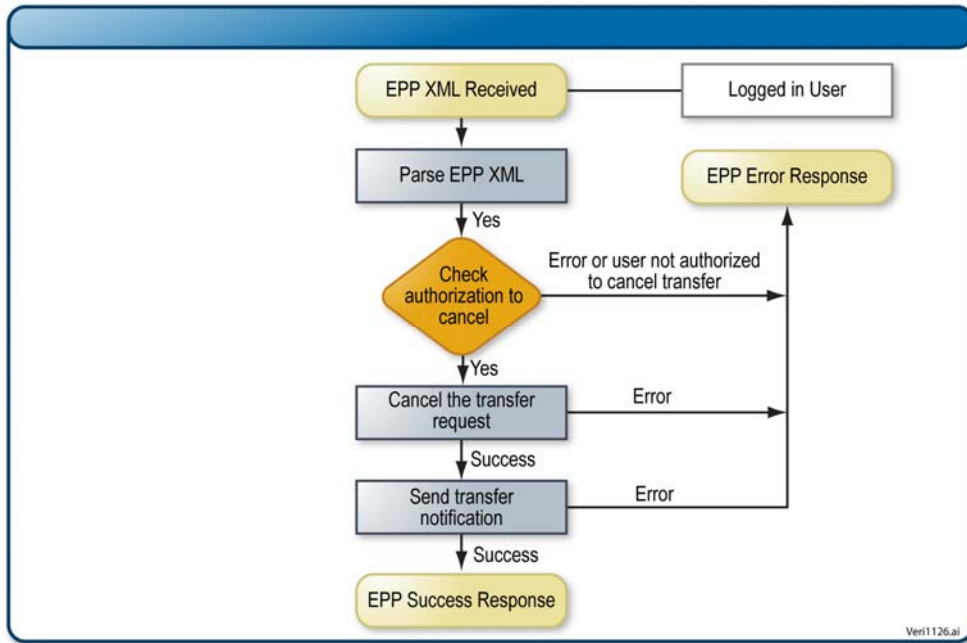 EPP XML Received
Logged in User
Parse EPP XML
EPP Error Response
Yes
Check
authorization to
cancel
Error or user not authorized
to cancel transfer
Yes
Cancel the transfer
request
Error
Success
Send transfer
notification
Error
Success
EPP Success Response
Veri1126.ai